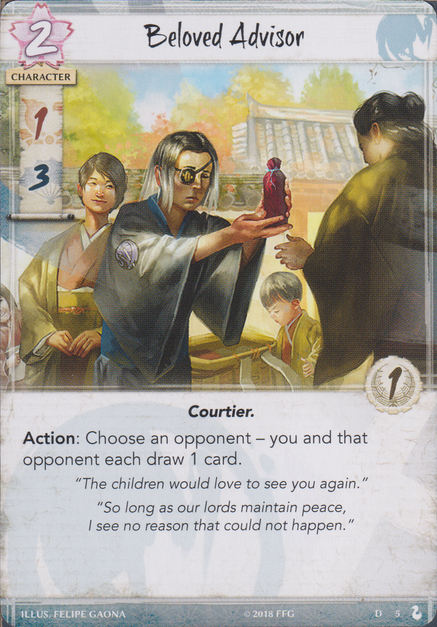 2
Beloved Advisor
CHARACTER
1
3
1
Courtier.
Action: Choose an opponent – you and that
opponent each draw 1 card.
“The children would love to see you again.”
“So long as our lords maintain peace,
I see no reason that could not happen.”
ILLUS. FELIPE GAONA
© 2018 FFG
D 5